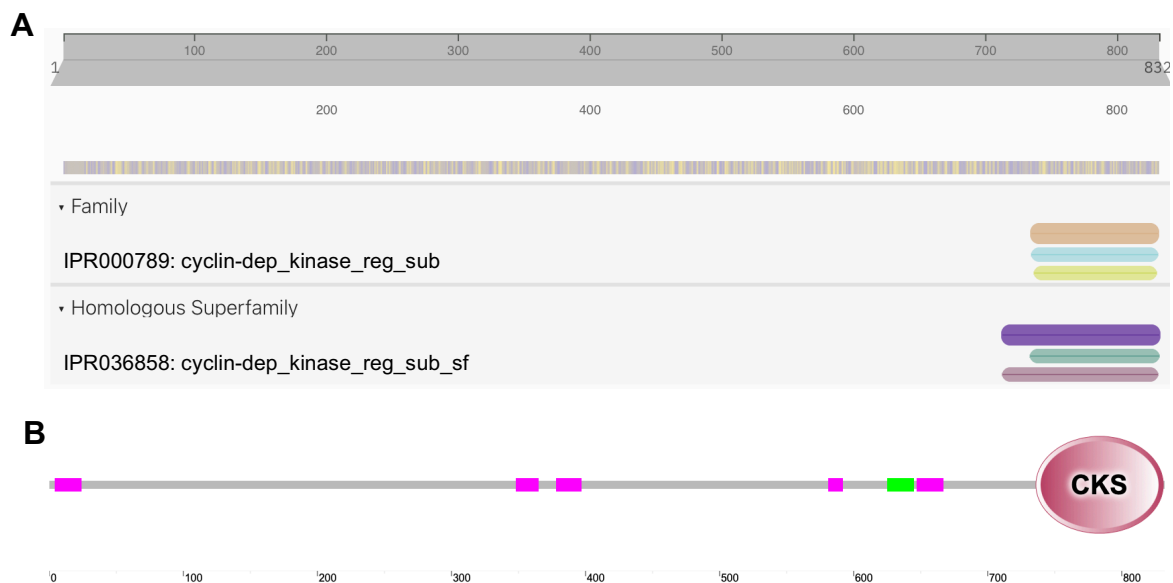 A
100 200 300 400 500 600 700 800
1 832
200 400 600 800
▾ Family
IPR000789: cyclin-dep_kinase_reg_sub
▾ Homologous Superfamily
IPR036858: cyclin-dep_kinase_reg_sub_sf
B
CKS
0 100 200 300 400 500 600 700 800